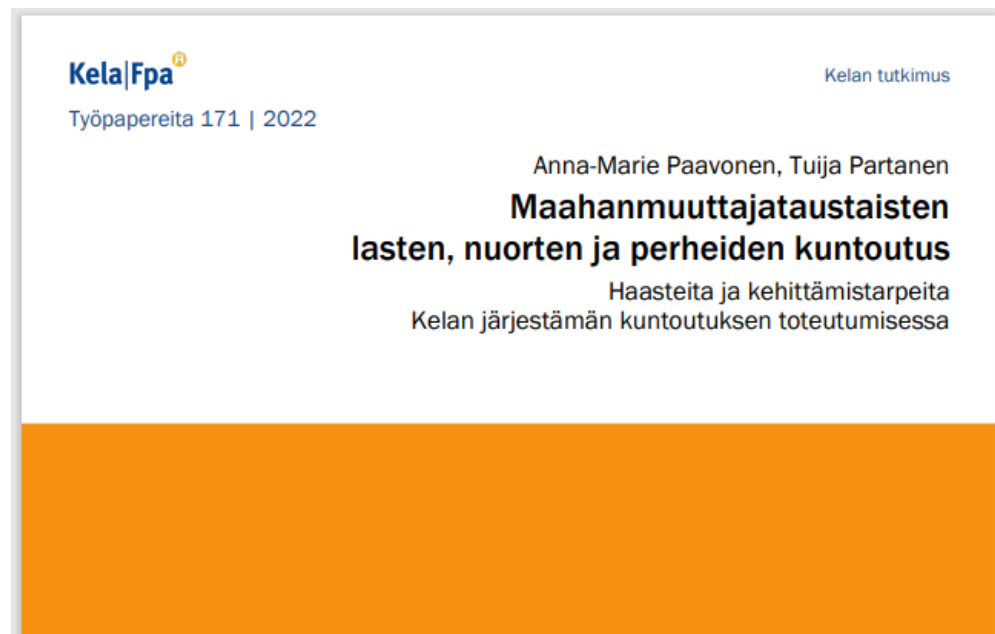 Kela|Fpa
Kelan tutkimus
Työpapereita 171 | 2022
Anna-Marie Paavonen, Tuija Partanen
Maahanmuuttajataustaisten
lasten, nuorten ja perheiden kuntoutus
Haasteita ja kehittämistarpeita
Kelan järjestämän kuntoutuksen toteutumisessa